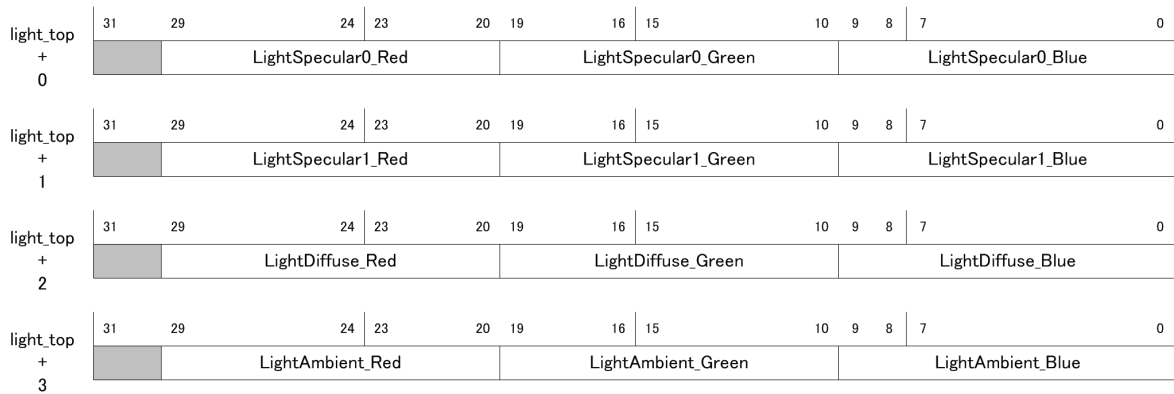 31 29 24 23 20 19 16 15 10 9 8 7 0
light_top
+
0
LightSpecular0_Red LightSpecular0_Green LightSpecular0_Blue
31 29 24 23 20 19 16 15 10 9 8 7 0
light_top
+
1
LightSpecular1_Red LightSpecular1_Green LightSpecular1_Blue
31 29 24 23 20 19 16 15 10 9 8 7 0
light_top
+
2
LightDiffuse_Red LightDiffuse_Green LightDiffuse_Blue
31 29 24 23 20 19 16 15 10 9 8 7 0
light_top
+
3
LightAmbient_Red LightAmbient_Green LightAmbient_Blue